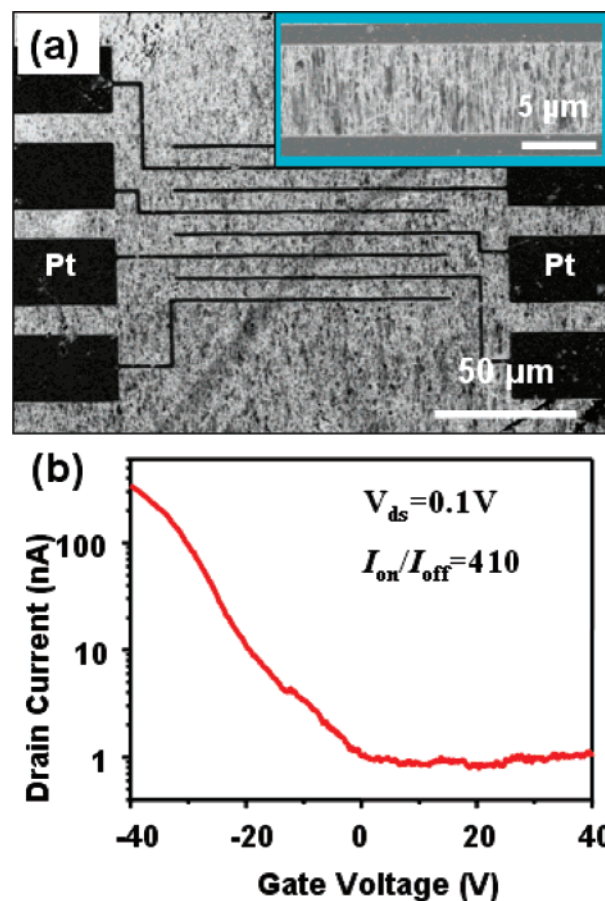 (a)
5 µm
Pt
Pt
50 µm
(b)
V_ds=0.1V
I_on/I_off=410
Drain Current (nA)
100
10
1
-40
-20
0
20
40
Gate Voltage (V)